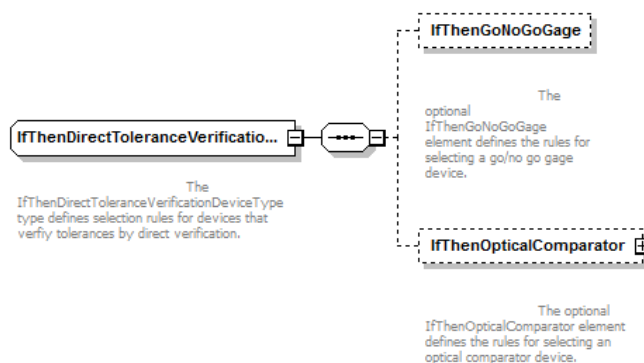 IfThenGoNoGoGage
The
optional
IfThenGoNoGoGage
element defines the rules for
selecting a go/no go gage
device.
IfThenDirectToleranceVerificatio...
The
IfThenDirectToleranceVerificationDeviceType
type defines selection rules for devices that
verfiy tolerances by direct verification.
IfThenOpticalComparator
The optional
IfThenOpticalComparator element
defines the rules for selecting an
optical comparator device.